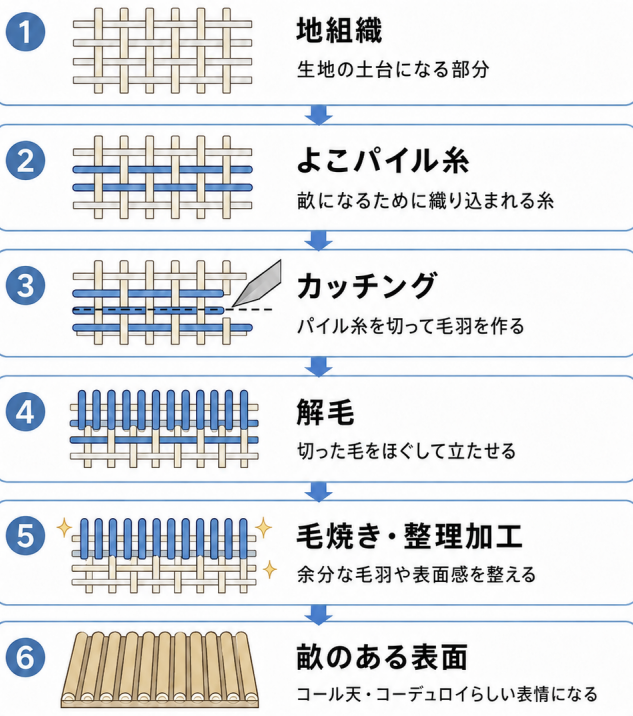 1
地組織
生地の土台になる部分
2
よこパイル糸
畝になるために織り込まれる糸
3
カッチング
パイル糸を切って毛羽を作る
4
解毛
切った毛をほぐして立たせる
5
毛焼き・整理加工
余分な毛羽や表面感を整える
6
畝のある表面
コール天・コーデュロイらしい表情になる